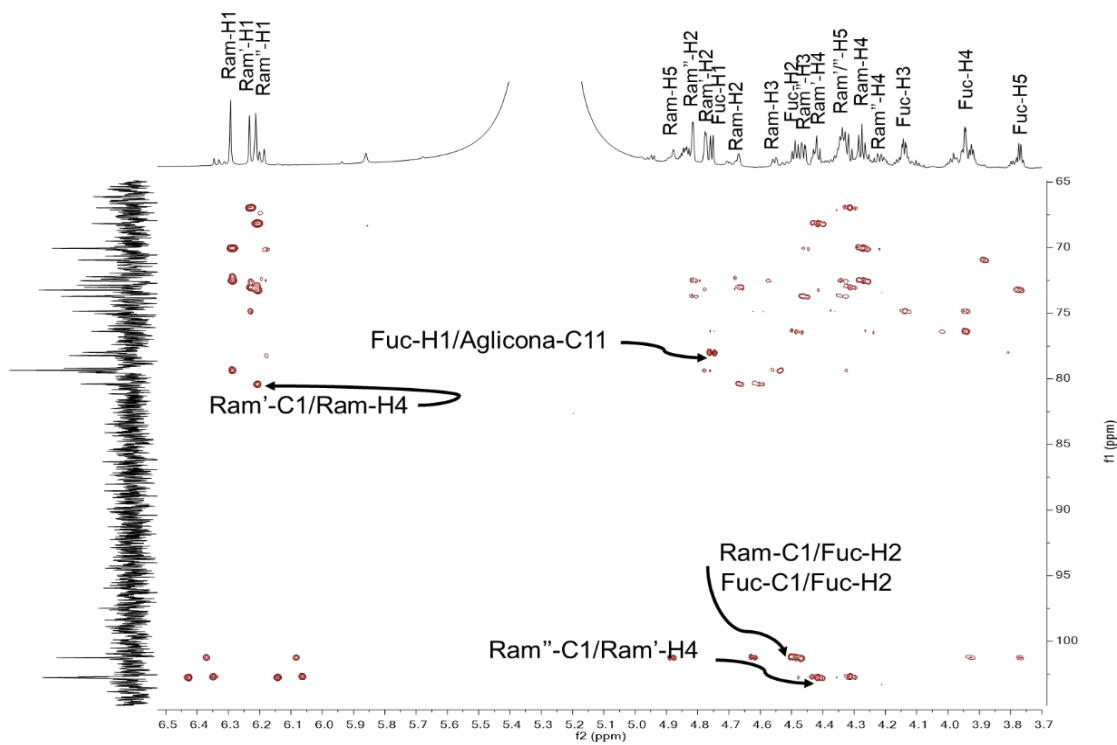 Ram-H1
Ram'-H1
Ram"-H1
Ram-H5
Ram"-H2
Ram'-H2
Fuc-H1
Ram-H2
Ram-H3
Fuc-H2
Ram"-H3
Ram'-H4
Ram'/"-H5
Ram-H4
Ram"-H4
Fuc-H3
Fuc-H4
Fuc-H5
65
70
75
80
85
90
95
100
f1 (ppm)
Fuc-H1/Aglicona-C11
Ram'-C1/Ram-H4
Ram-C1/Fuc-H2
Fuc-C1/Fuc-H2
Ram''-C1/Ram'-H4
6.5 6.4 6.3 6.2 6.1 6.0 5.9 5.8 5.7 5.6 5.5 5.4 5.3 5.2 5.1 5.0 4.9 4.8 4.7 4.6 4.5 4.4 4.3 4.2 4.1 4.0 3.9 3.8 3.7
f2 (ppm)